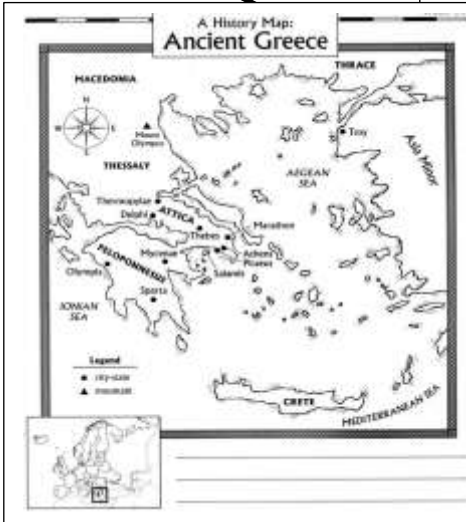 A History Map:
Ancient Greece
THRACE
MACEDONIA
N
W
E
S
Mount
Olympus
Troy
Asia Minor
THESSALY
AEGEAN
SEA
Thermopylae
Delphi
ATTICA
Thebes
Marathon
PELOPONNESUS
Mycenae
Athens
Piraeus
Salamis
Olympia
Sparta
IONIAN
SEA
Legend
city-state
mountain
CRETE
MEDITERRANEAN SEA